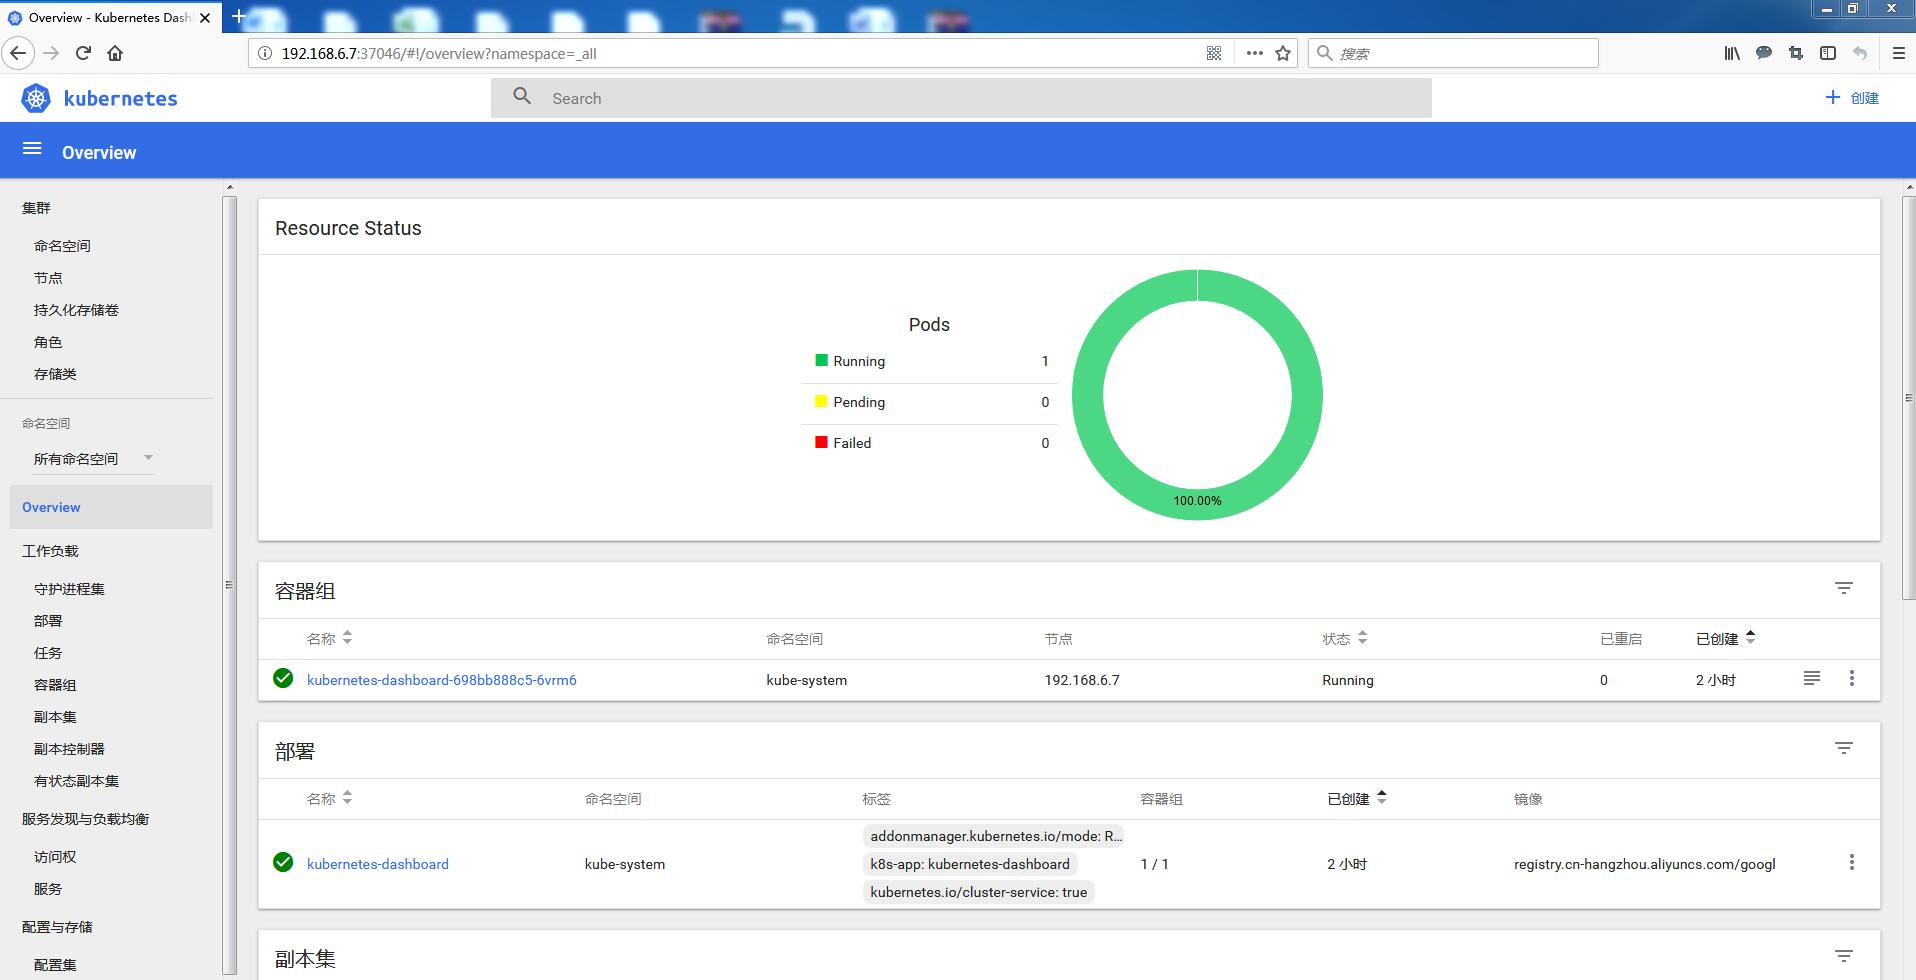 Overview - Kubernetes Dash
192.168.6.7:37046/#!/overview?namespace=_all
搜索
kubernetes
Search
创建
Overview
集群
命名空间
节点
持久化存储卷
角色
存储类
命名空间
所有命名空间
Overview
工作负载
守护进程集
部署
任务
容器组
副本集
副本控制器
有状态副本集
服务发现与负载均衡
访问权
服务
配置与存储
配置集
Resource Status
Pods
Running 1
Pending 0
Failed 0
100.00%
容器组
名称 命名空间 节点 状态 已重启 已创建
kubernetes-dashboard-698bb888c5-6vrm6 kube-system 192.168.6.7 Running 0 2 小时
部署
名称 命名空间 标签 容器组 已创建 镜像
addonmanager.kubernetes.io/mode: R...
kubernetes-dashboard kube-system k8s-app: kubernetes-dashboard 1 / 1 2 小时 registry.cn-hangzhou.aliyuncs.com/googl
kubernetes.io/cluster-service: true
副本集